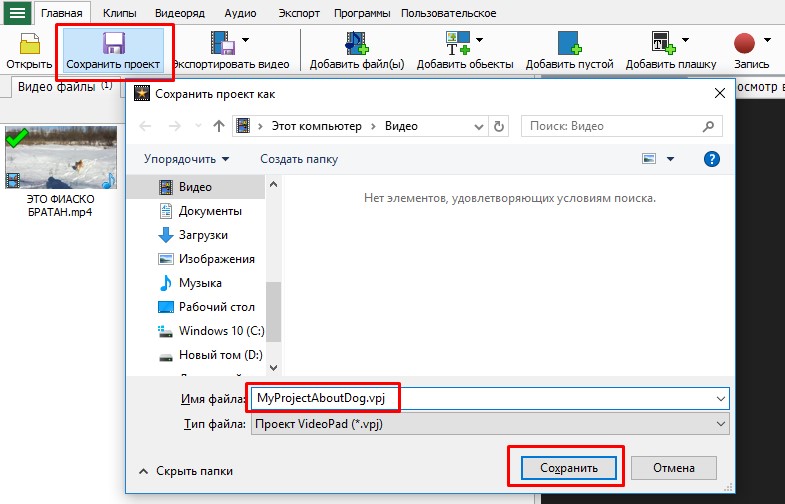 Главная Клипы Видеоряд Аудио Экспорт Программы Пользовательское
Открыть Сохранить проект Экспортировать видео Добавить файл(ы) Добавить объекты Добавить пустой Добавить плашку Запись
Видео файлы (1)
ЭТО ФИАСКО
БРАТАН.mp4
Сохранить проект как
Этот компьютер Видео
Поиск: Видео
Упорядочить Создать папку
Видео
Документы
Загрузки
Изображения
Музыка
Рабочий стол
Windows 10 (C:)
Новый том (D:)
Нет элементов, удовлетворяющих условиям поиска.
Имя файла: MyProjectAboutDog.vpj
Тип файла: Проект VideoPad (*.vpj)
Скрыть папки
Сохранить Отмена